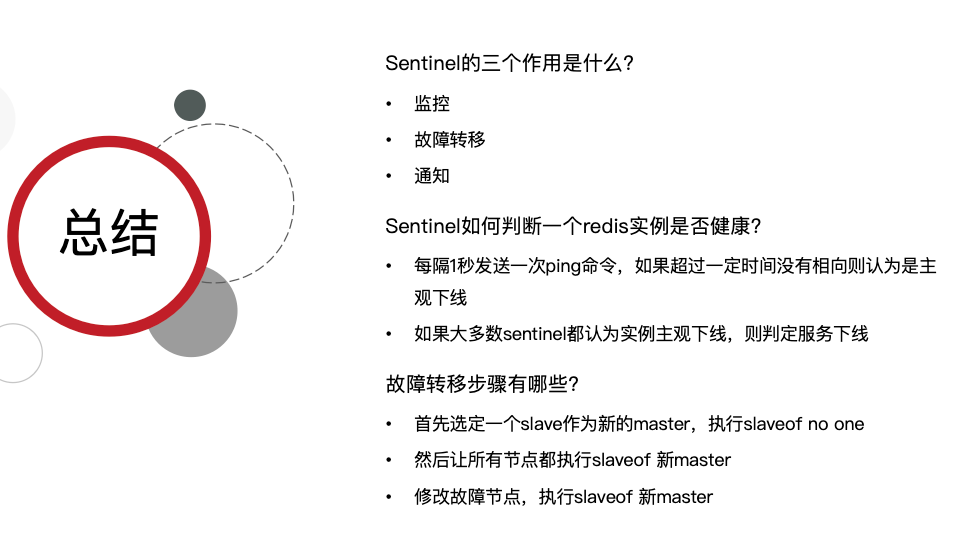 总结
Sentinel的三个作用是什么?
• 监控
• 故障转移
• 通知
Sentinel如何判断一个redis实例是否健康?
• 每隔1秒发送一次ping命令，如果超过一定时间没有相向则认为是主
观下线
• 如果大多数sentinel都认为实例主观下线，则判定服务下线
故障转移步骤有哪些?
• 首先选定一个slave作为新的master，执行slaveof no one
• 然后让所有节点都执行slaveof 新master
• 修改故障节点，执行slaveof 新master